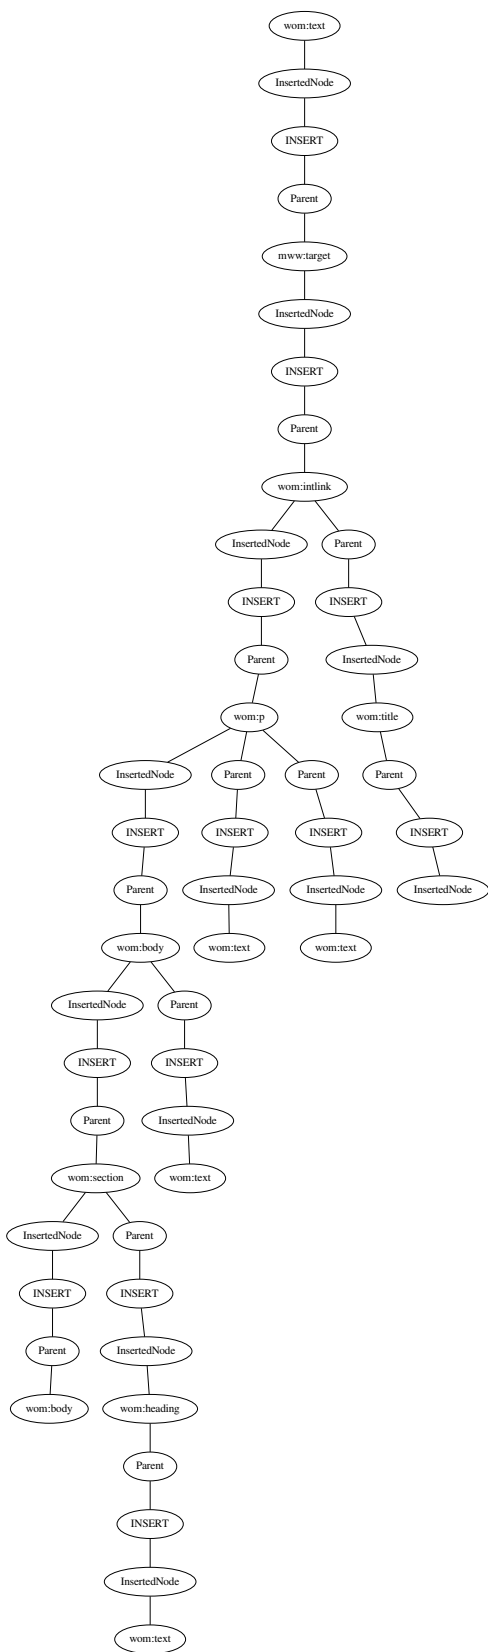 wom:text
InsertedNode
INSERT
Parent
mww:target
InsertedNode
INSERT
Parent
wom:intlink
InsertedNode Parent
INSERT INSERT
Parent InsertedNode
wom:p wom:title
InsertedNode Parent Parent Parent
INSERT INSERT INSERT INSERT
Parent InsertedNode InsertedNode InsertedNode
wom:body wom:text wom:text
InsertedNode Parent
INSERT INSERT
Parent InsertedNode
wom:section wom:text
InsertedNode Parent
INSERT INSERT
Parent InsertedNode
wom:body wom:heading
Parent
INSERT
InsertedNode
wom:text